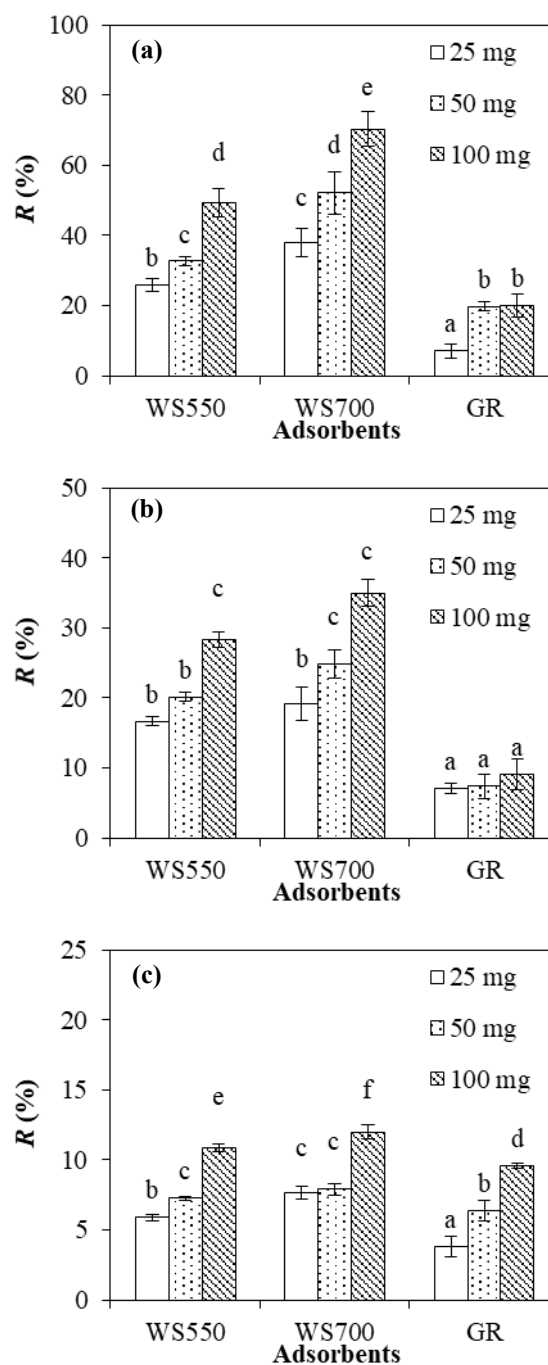 (a)
R (%)
100
80
60
40
20
0
25 mg
50 mg
100 mg
b c d
c d e
a b b
WS550 WS700 GR
Adsorbents
(b)
R (%)
50
40
30
20
10
0
25 mg
50 mg
100 mg
b b c
b c c
a a a
WS550 WS700 GR
Adsorbents
(c)
R (%)
25
20
15
10
5
0
25 mg
50 mg
100 mg
b c e
c c f
a b d
WS550 WS700 GR
Adsorbents